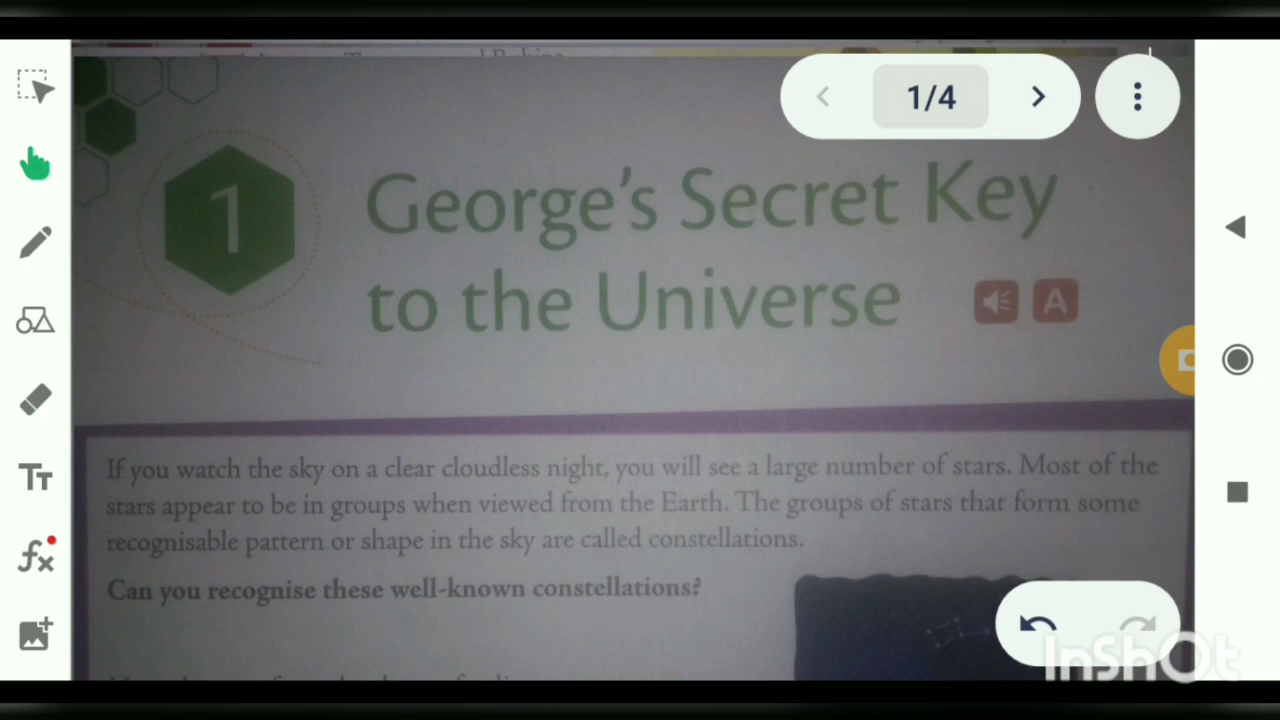 1/4
1
George's Secret Key
to the Universe
A
If you watch the sky on a clear cloudless night, you will see a large number of stars. Most of the
stars appear to be in groups when viewed from the Earth. The groups of stars that form some
recognisable pattern or shape in the sky are called constellations.
Can you recognise these well-known constellations?
Tт
fx
InShOt